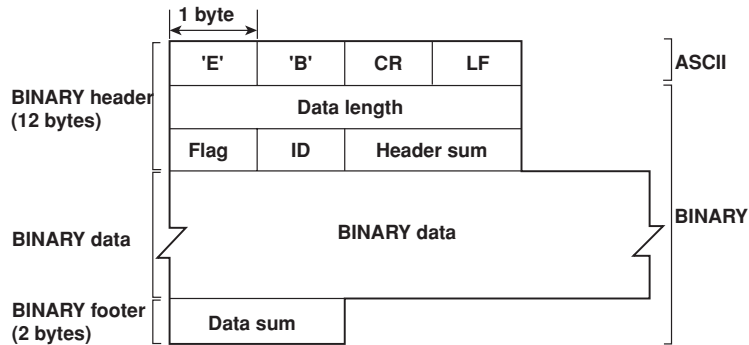 1 byte
'E' 'B' CR LF
ASCII
BINARY header
(12 bytes)
Data length
Flag ID Header sum
BINARY
BINARY data
BINARY data
BINARY footer
(2 bytes)
Data sum